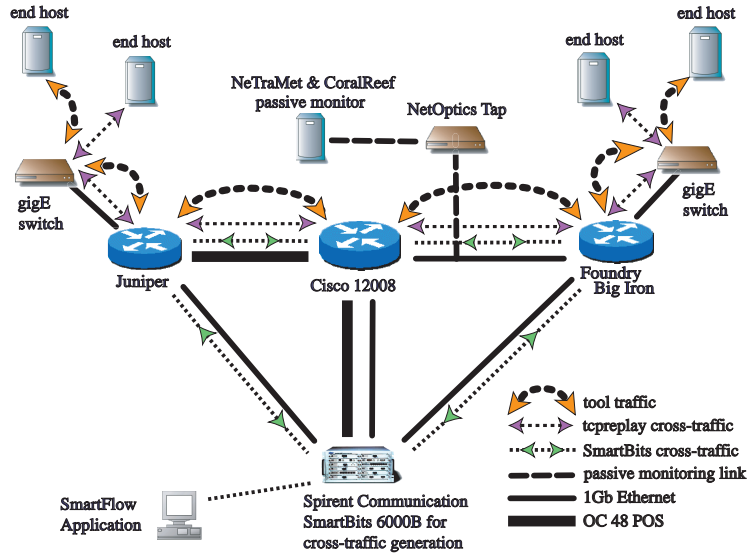 end host
end host
end host
end host
NeTraMet & CoralReef
passive monitor
NetOptics Tap
gigE
switch
gigE
switch
Juniper
Cisco 12008
Foundry
Big Iron
tool traffic
tcpreplay cross-traffic
SmartBits cross-traffic
passive monitoring link
1Gb Ethernet
OC 48 POS
SmartFlow
Application
Spirent Communication
SmartBits 6000B for
cross-traffic generation